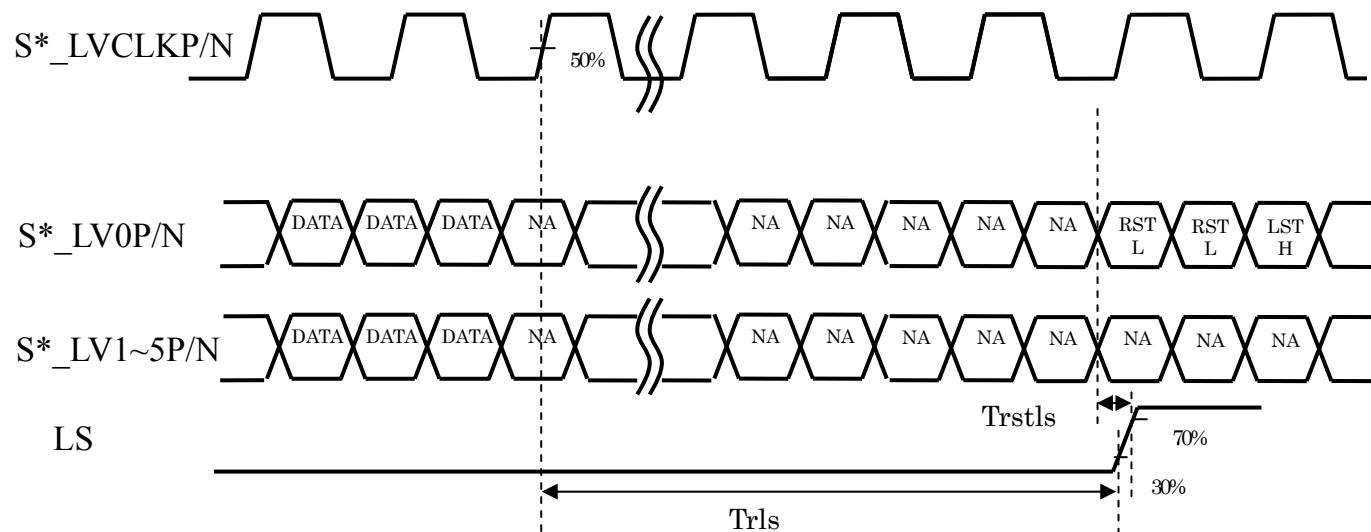 S*_LVCLKP/N
50%
S*_LV0P/N
DATA DATA DATA NA NA NA NA NA NA RST L RST L LST H
S*_LV1~5P/N
DATA DATA DATA NA NA NA NA NA NA NA NA NA
Trstls
LS
70%
30%
Trls